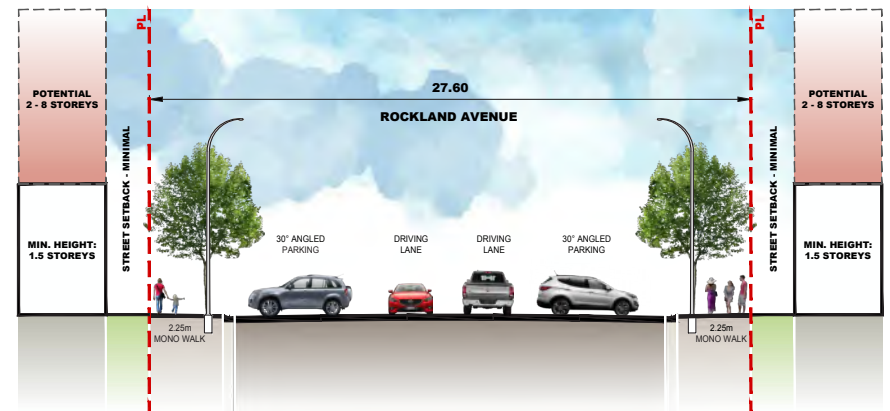 PL
PL
27.60
ROCKLAND AVENUE
POTENTIAL
2 - 8 STOREYS
POTENTIAL
2 - 8 STOREYS
STREET SETBACK - MINIMAL
STREET SETBACK - MINIMAL
MIN. HEIGHT:
1.5 STOREYS
30° ANGLED
PARKING
DRIVING
LANE
DRIVING
LANE
30° ANGLED
PARKING
MIN. HEIGHT:
1.5 STOREYS
2.25m
MONO WALK
2.25m
MONO WALK